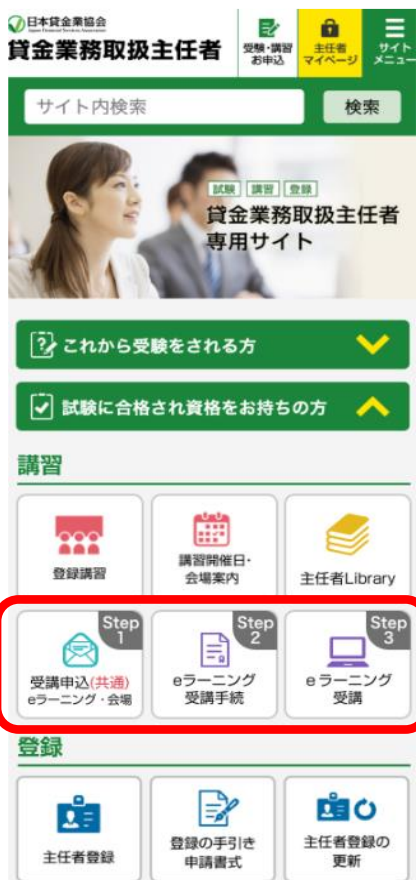 日本貸金業協会
Japan Financial Services Association
貸金業務取扱主任者
受験・講習
お申込
主任者
マイページ
サイト
メニュー
サイト内検索
検索
試験 講習 登録
貸金業務取扱主任者
専用サイト
これから受験をされる方
試験に合格され資格をお持ちの方
講習
登録講習
講習開催日・
会場案内
主任者Library
Step
1
受講申込(共通)
eラーニング・会場
Step
2
eラーニング
受講手続
Step
3
eラーニング
受講
登録
主任者登録
登録の手引き
申請書式
主任者登録の
更新